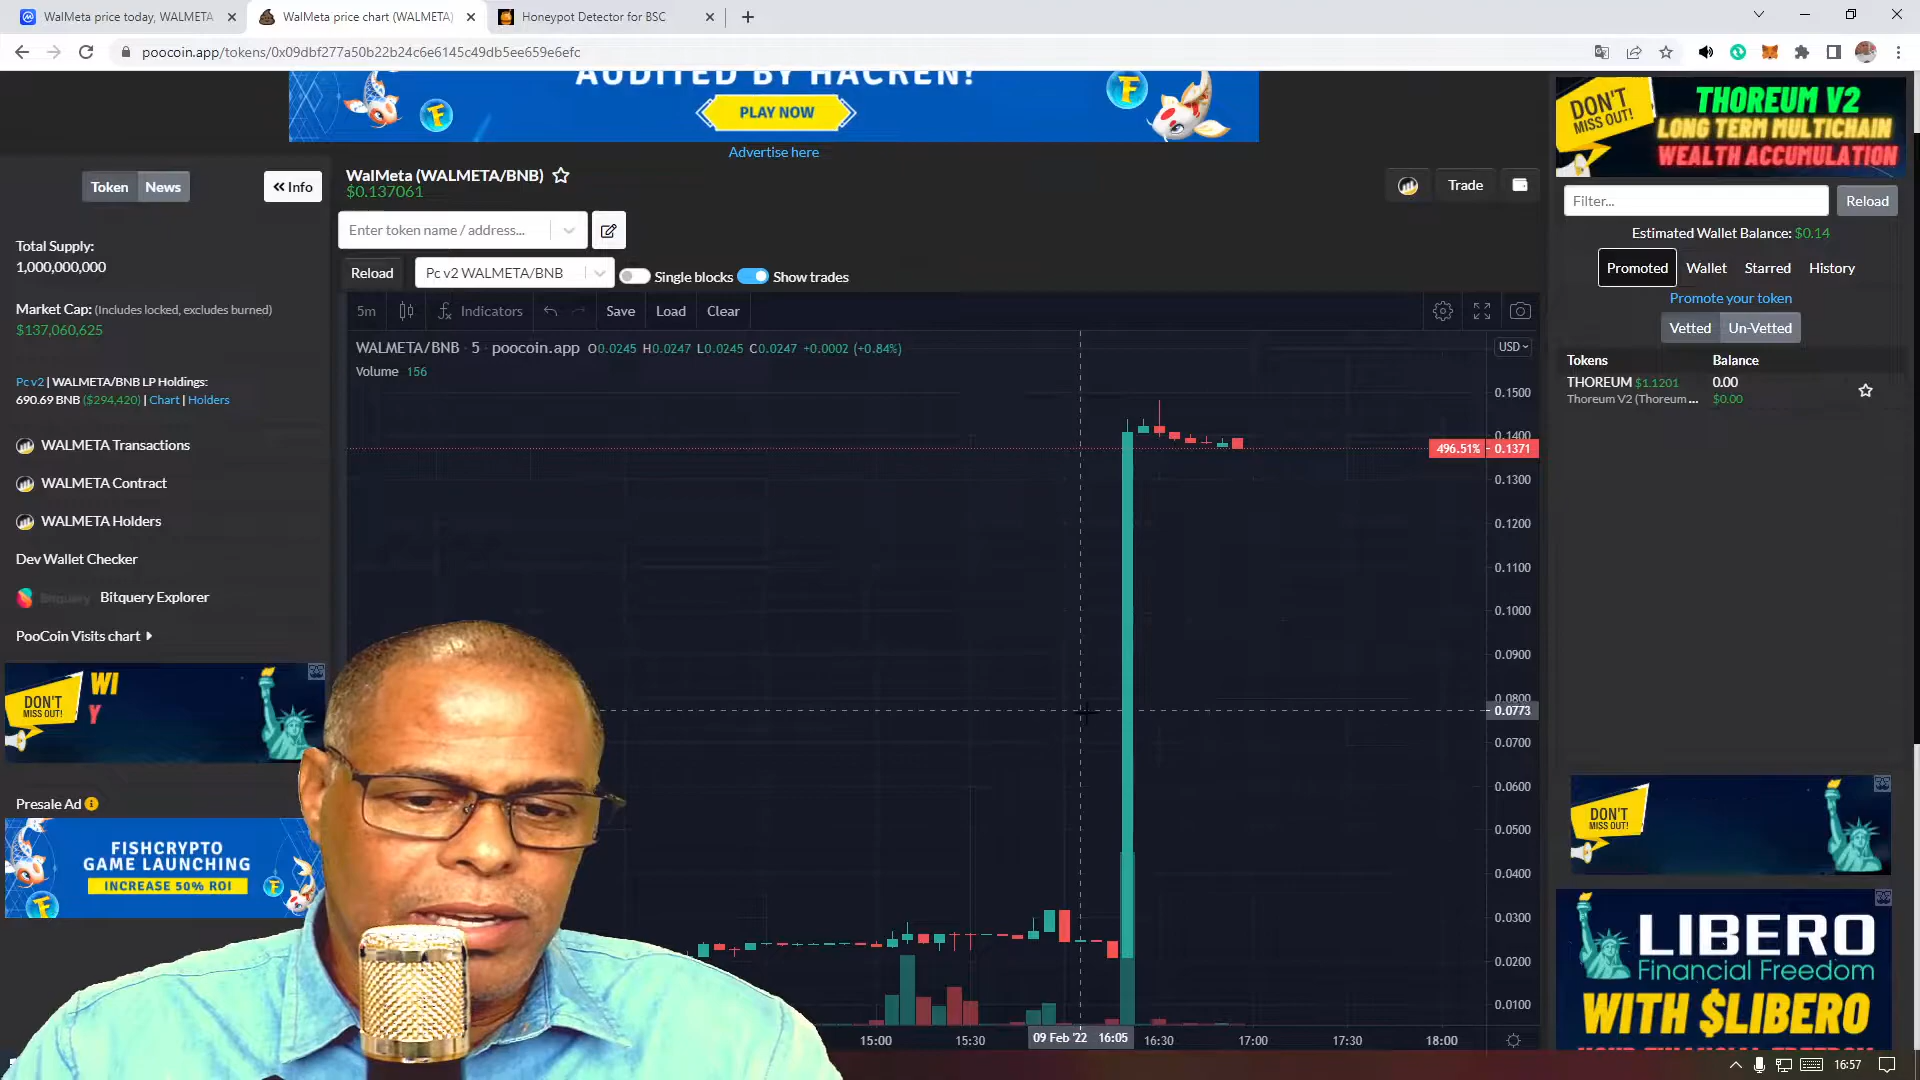 WalMeta price today, WALMETA
WalMeta price chart (WALMETA)
Honeypot Detector for BSC
poocoin.app/tokens/0x09dbf277a50b22b24c6e6145c49db5ee659e6efc
AUDITED BY HACKEN!
PLAY NOW
Advertise here
DON'T
MISS OUT!
THOREUM V2
LONG TERM MULTICHAIN
WEALTH ACCUMULATION
Token
News
Info
WalMeta (WALMETA/BNB)
$0.137061
Trade
Filter...
Reload
Enter token name / address...
Estimated Wallet Balance: $0.14
Total Supply:
1,000,000,000
Reload
Pc v2 WALMETA/BNB
Single blocks
Show trades
Promoted
Wallet
Starred
History
Promote your token
Vetted
Un-Vetted
Market Cap: (Includes locked, excludes burned)
$137,060,625
5m
Indicators
Save
Load
Clear
WALMETA/BNB · 5 · poocoin.app O0.0245 H0.0247 L0.0245 C0.0247 +0.0002 (+0.84%)
USD
Volume 156
Tokens
Balance
THOREUM $1.1201
0.00
Thoreum V2 (Thoreum ...
$0.00
Pc v2 | WALMETA/BNB LP Holdings:
690.69 BNB ($294,420) | Chart | Holders
WALMETA Transactions
WALMETA Contract
WALMETA Holders
Dev Wallet Checker
Bitquery
Bitquery Explorer
PooCoin Visits chart
0.1500
0.1400
496.51%
0.1371
0.1300
0.1200
0.1100
0.1000
0.0900
0.0800
0.0773
0.0700
0.0600
0.0500
0.0400
0.0300
0.0200
0.0100
DON'T
MISS OUT!
WI
Y
Presale Ad
FISHCRYPTO
GAME LAUNCHING
INCREASE 50% ROI
DON'T
MISS OUT!
LIBERO
Financial Freedom
WITH $LIBERO
15:00
15:30
09 Feb '22 16:05
16:30
17:00
17:30
18:00
16:57